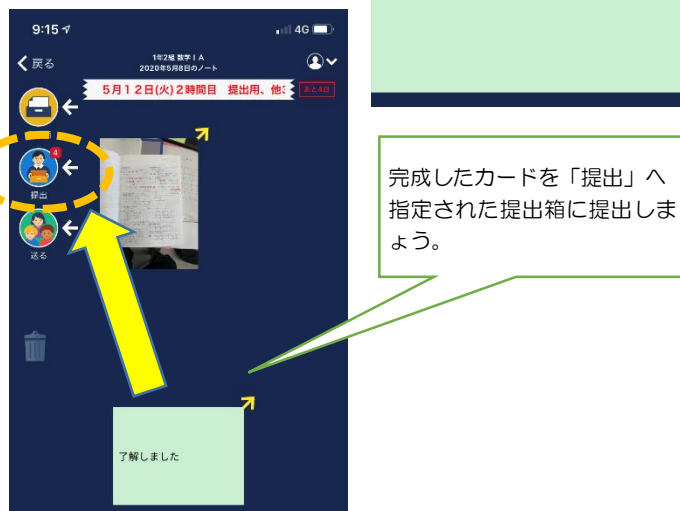 9:15
4G
戻る
1年2組 数学ⅠA
2020年5月8日のノート
5月12日(火)2時間目 提出用、他
あと4日
4
提出
送る
了解しました
完成したカードを「提出」へ
指定された提出箱に提出しま
ょう。